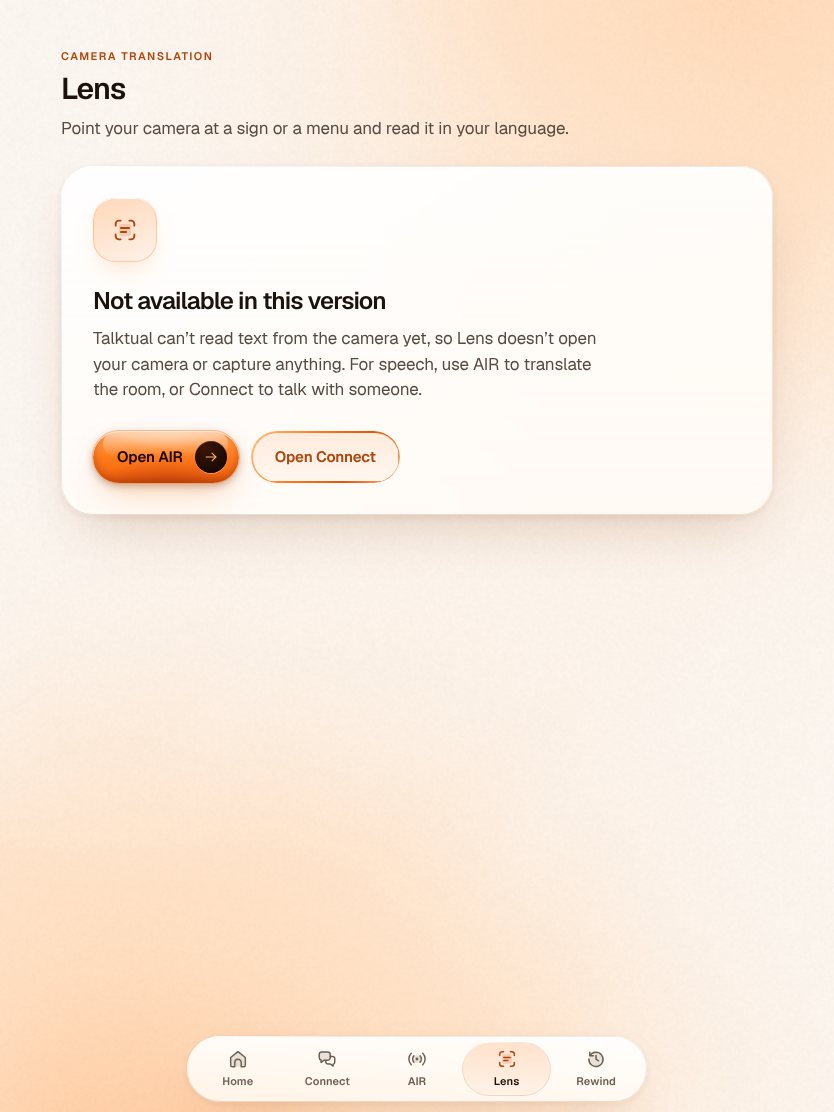 CAMERA TRANSLATION
Lens
Point your camera at a sign or a menu and read it in your language.
Not available in this version
Talktual can’t read text from the camera yet, so Lens doesn’t open
your camera or capture anything. For speech, use AIR to translate
the room, or Connect to talk with someone.
Open AIR
Open Connect
Home
Connect
AIR
Lens
Rewind